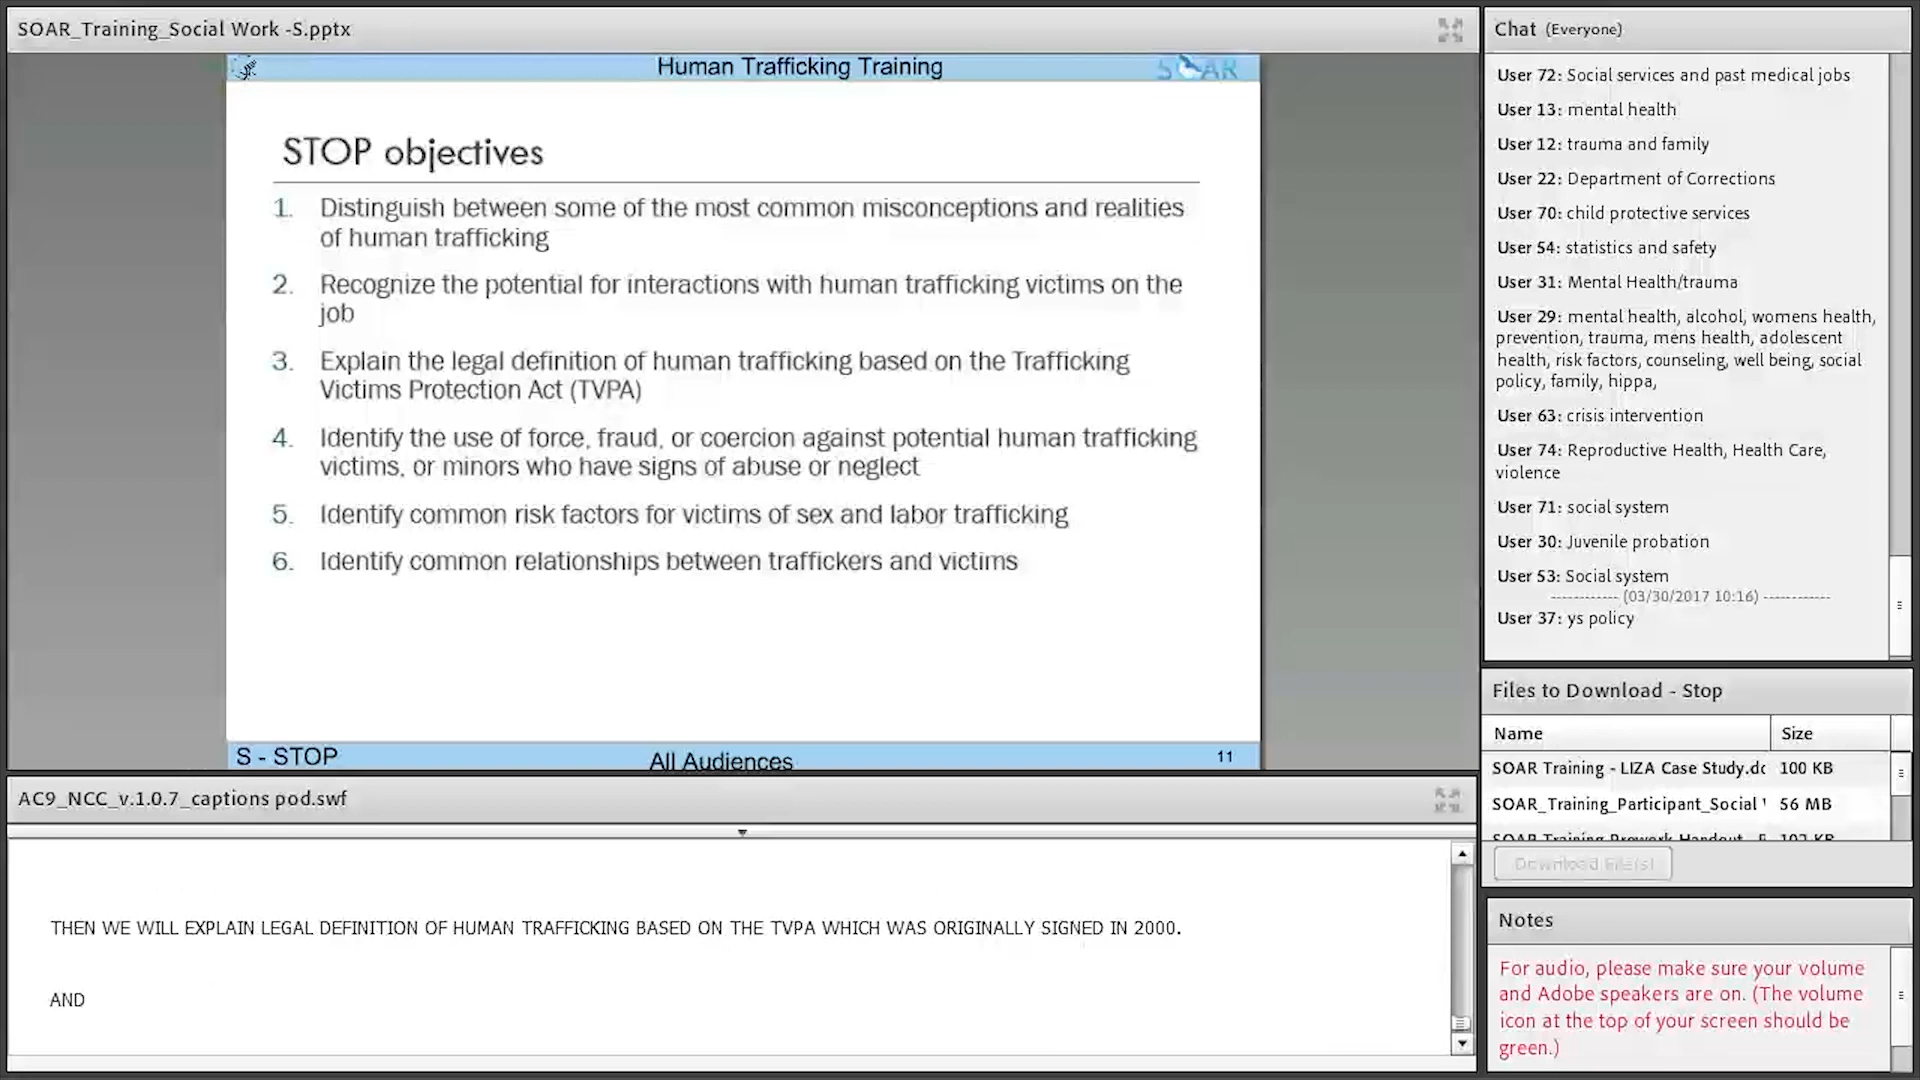 SOAR_Training_Social Work -S.pptx
Human Trafficking Training
SOAR
STOP objectives
1. Distinguish between some of the most common misconceptions and realities
of human trafficking
2. Recognize the potential for interactions with human trafficking victims on the
job
3. Explain the legal definition of human trafficking based on the Trafficking
Victims Protection Act (TVPA)
4. Identify the use of force, fraud, or coercion against potential human trafficking
victims, or minors who have signs of abuse or neglect
5. Identify common risk factors for victims of sex and labor trafficking
6. Identify common relationships between traffickers and victims
S - STOP
All Audiences
11
AC9_NCC_v.1.0.7_captions pod.swf
THEN WE WILL EXPLAIN LEGAL DEFINITION OF HUMAN TRAFFICKING BASED ON THE TVPA WHICH WAS ORIGINALLY SIGNED IN 2000.
AND
Chat (Everyone)
User 72: Social services and past medical jobs
User 13: mental health
User 12: trauma and family
User 22: Department of Corrections
User 70: child protective services
User 54: statistics and safety
User 31: Mental Health/trauma
User 29: mental health, alcohol, womens health,
prevention, trauma, mens health, adolescent
health, risk factors, counseling, well being, social
policy, family, hippa,
User 63: crisis intervention
User 74: Reproductive Health, Health Care,
violence
User 71: social system
User 30: Juvenile probation
User 53: Social system
------------ (03/30/2017 10:16) ------------
User 37: ys policy
Files to Download - Stop
Name Size
SOAR Training - LIZA Case Study.dc 100 KB
SOAR_Training_Participant_Social 56 MB
SOAR Training Prework Handout 102 KB
Download File(s)
Notes
For audio, please make sure your volume
and Adobe speakers are on. (The volume
icon at the top of your screen should be
green.)